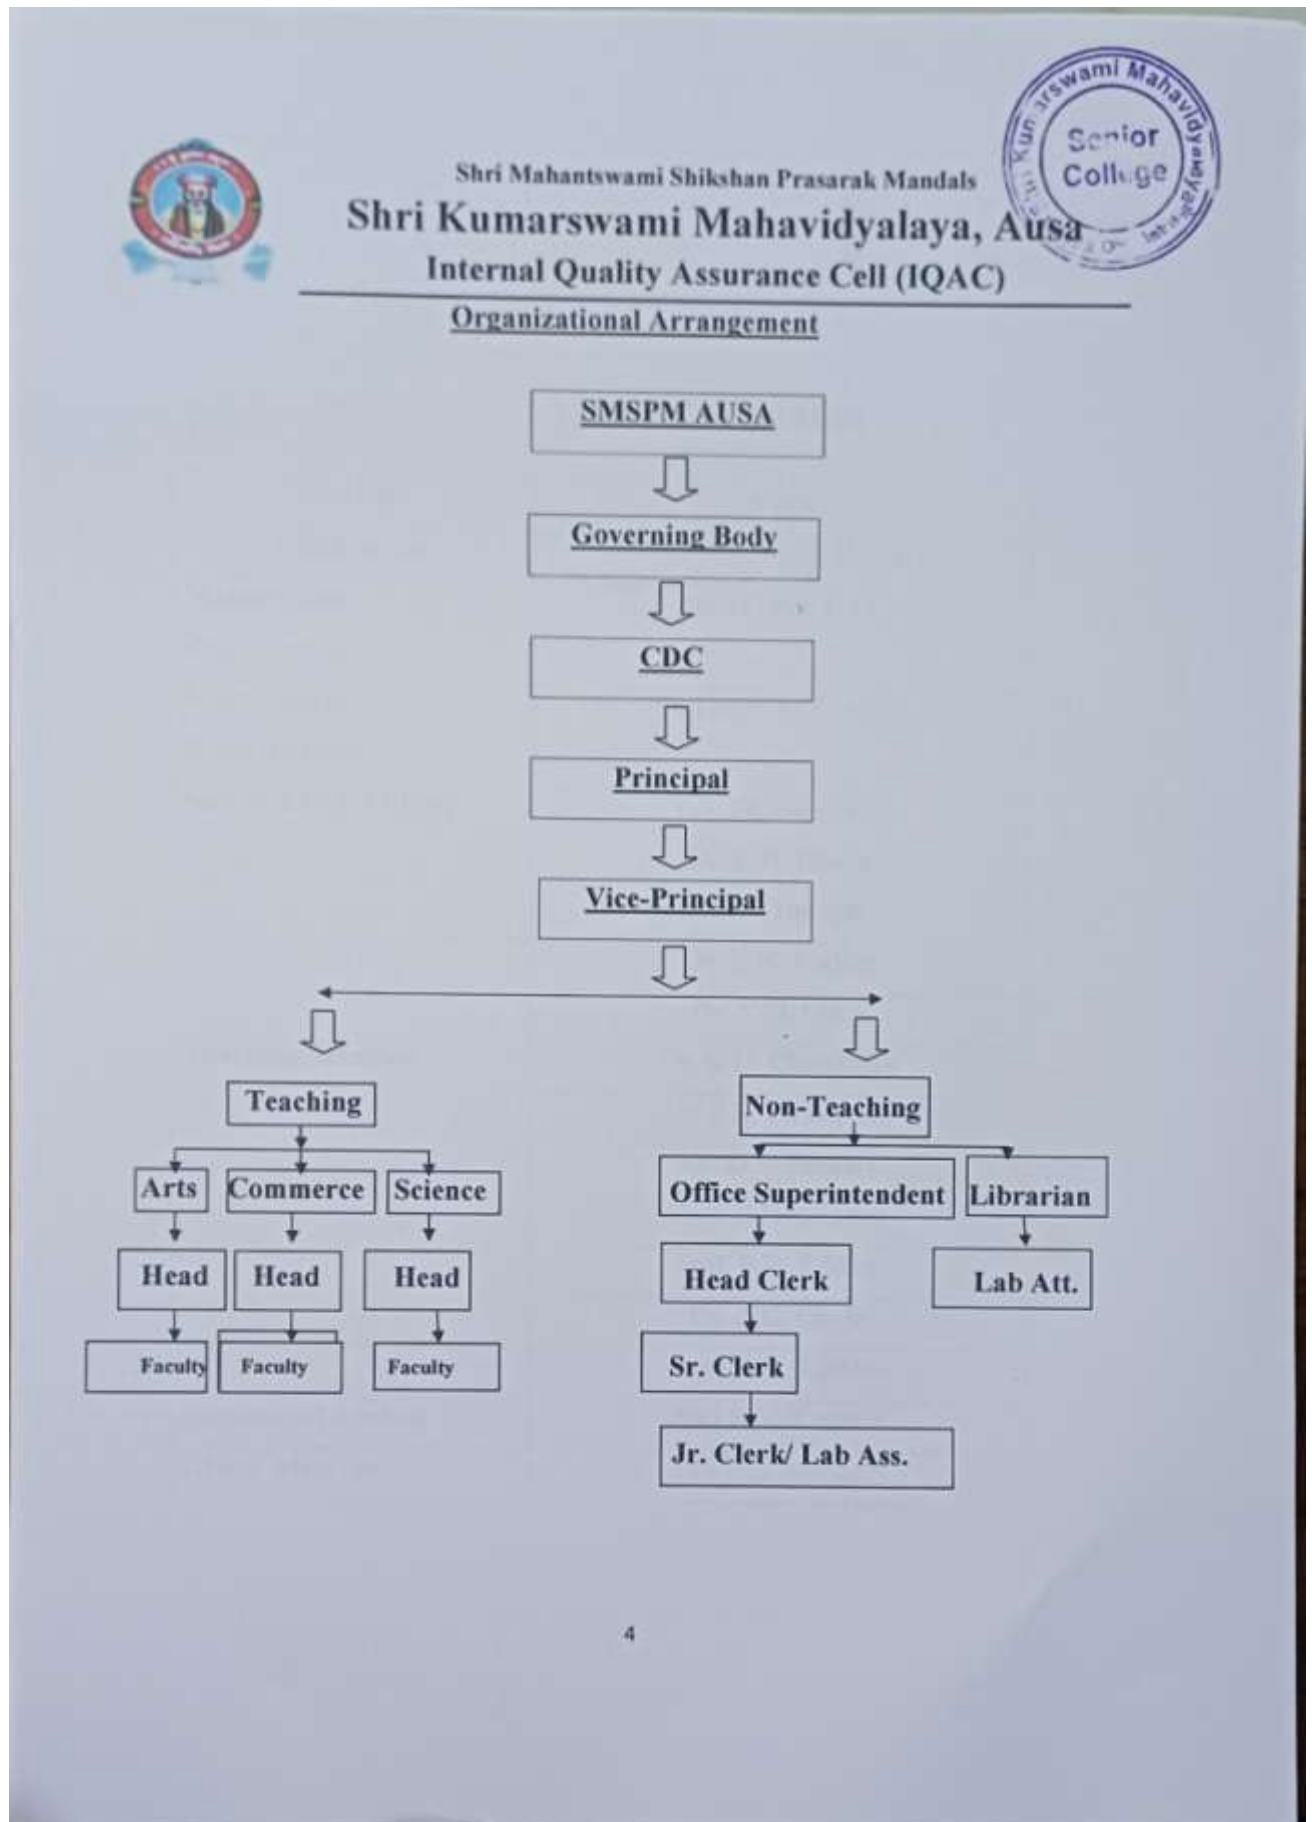 Shri Mahantswami Shikshan Prasarak Mandals
Shri Kumarswami Mahavidyalaya, Ausa
Internal Quality Assurance Cell (IQAC)
Organizational Arrangement
Senior
College
SMSPM AUSA
Governing Body
CDC
Principal
Vice-Principal
Teaching
Non-Teaching
Arts Commerce Science
Office Superintendent Librarian
Head Head Head
Head Clerk Lab Att.
Faculty Faculty Faculty
Sr. Clerk
Jr. Clerk/ Lab Ass.
4